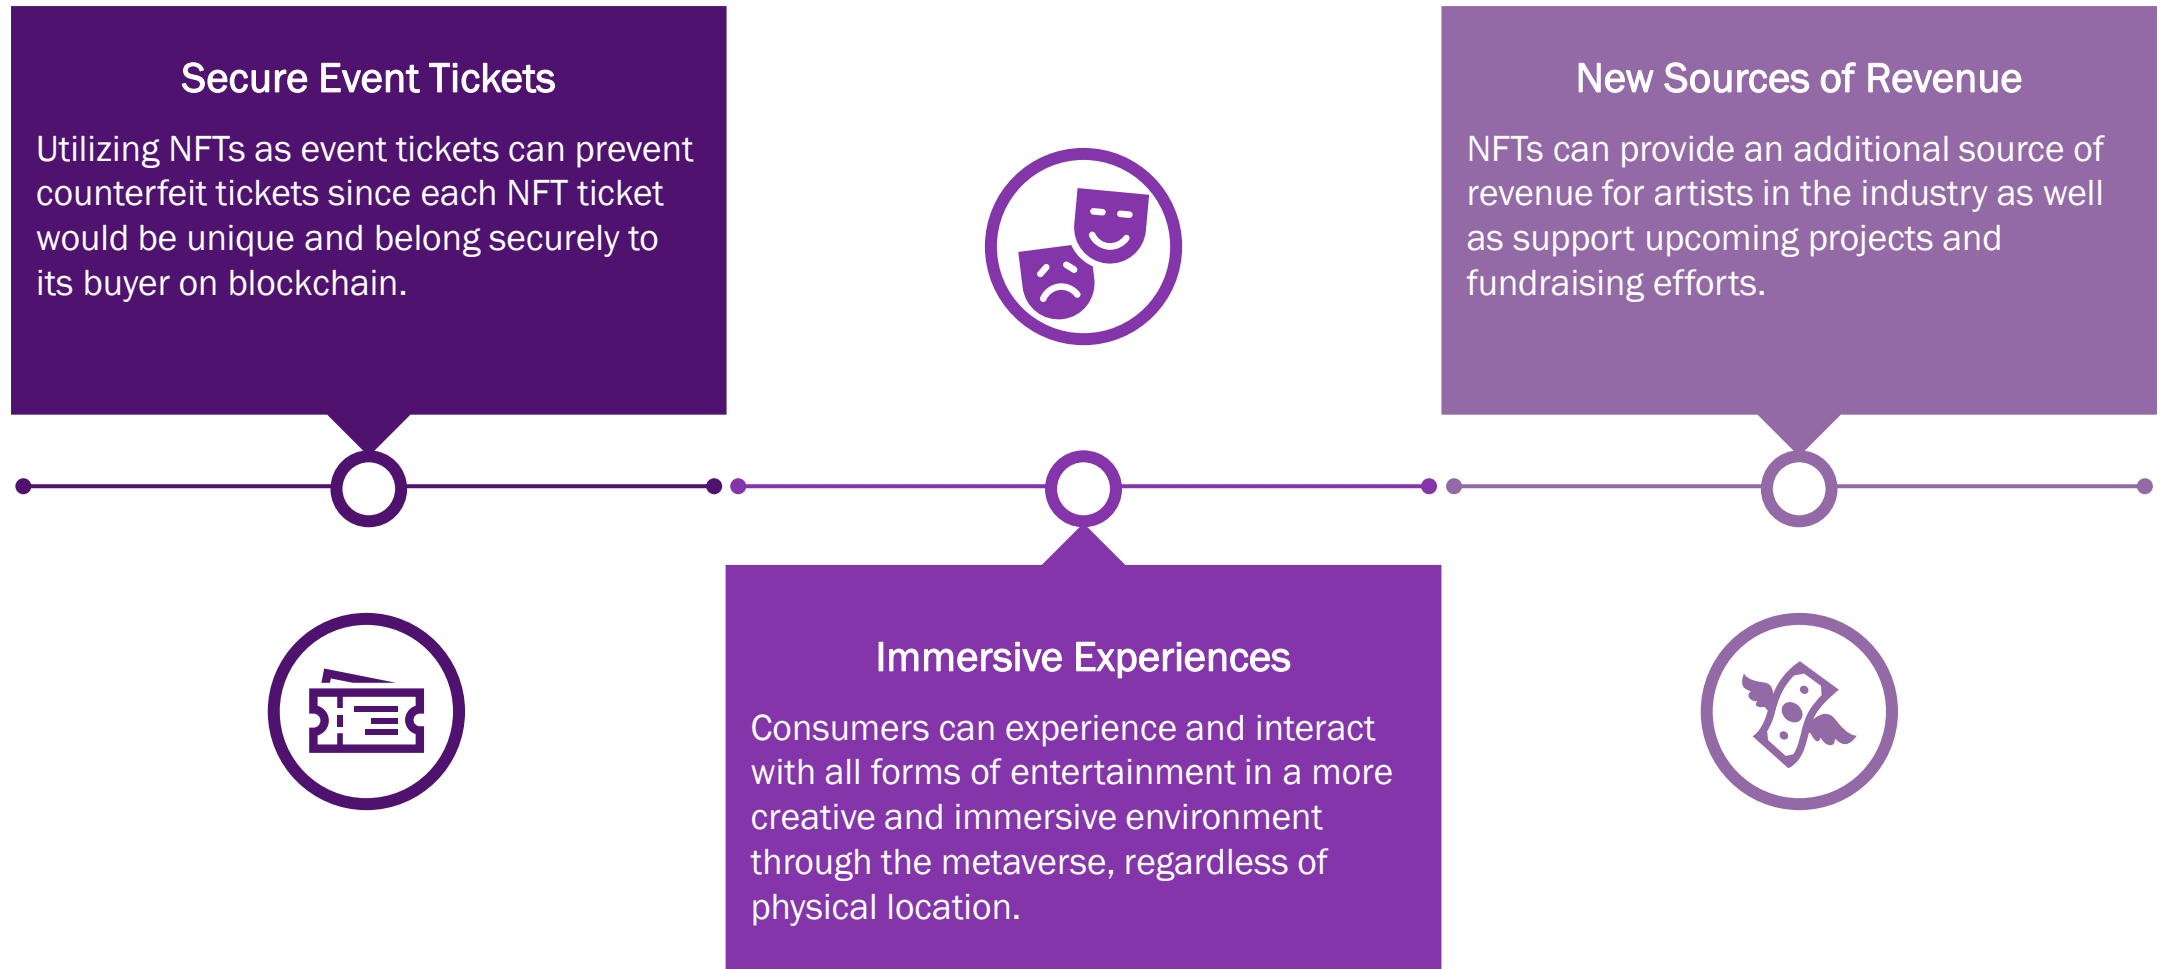 Secure Event Tickets
Utilizing NFTs as event tickets can prevent
counterfeit tickets since each NFT ticket
would be unique and belong securely to
its buyer on blockchain.
Immersive Experiences
Consumers can experience and interact
with all forms of entertainment in a more
creative and immersive environment
through the metaverse, regardless of
physical location.
New Sources of Revenue
NFTs can provide an additional source of
revenue for artists in the industry as well
as support upcoming projects and
fundraising efforts.